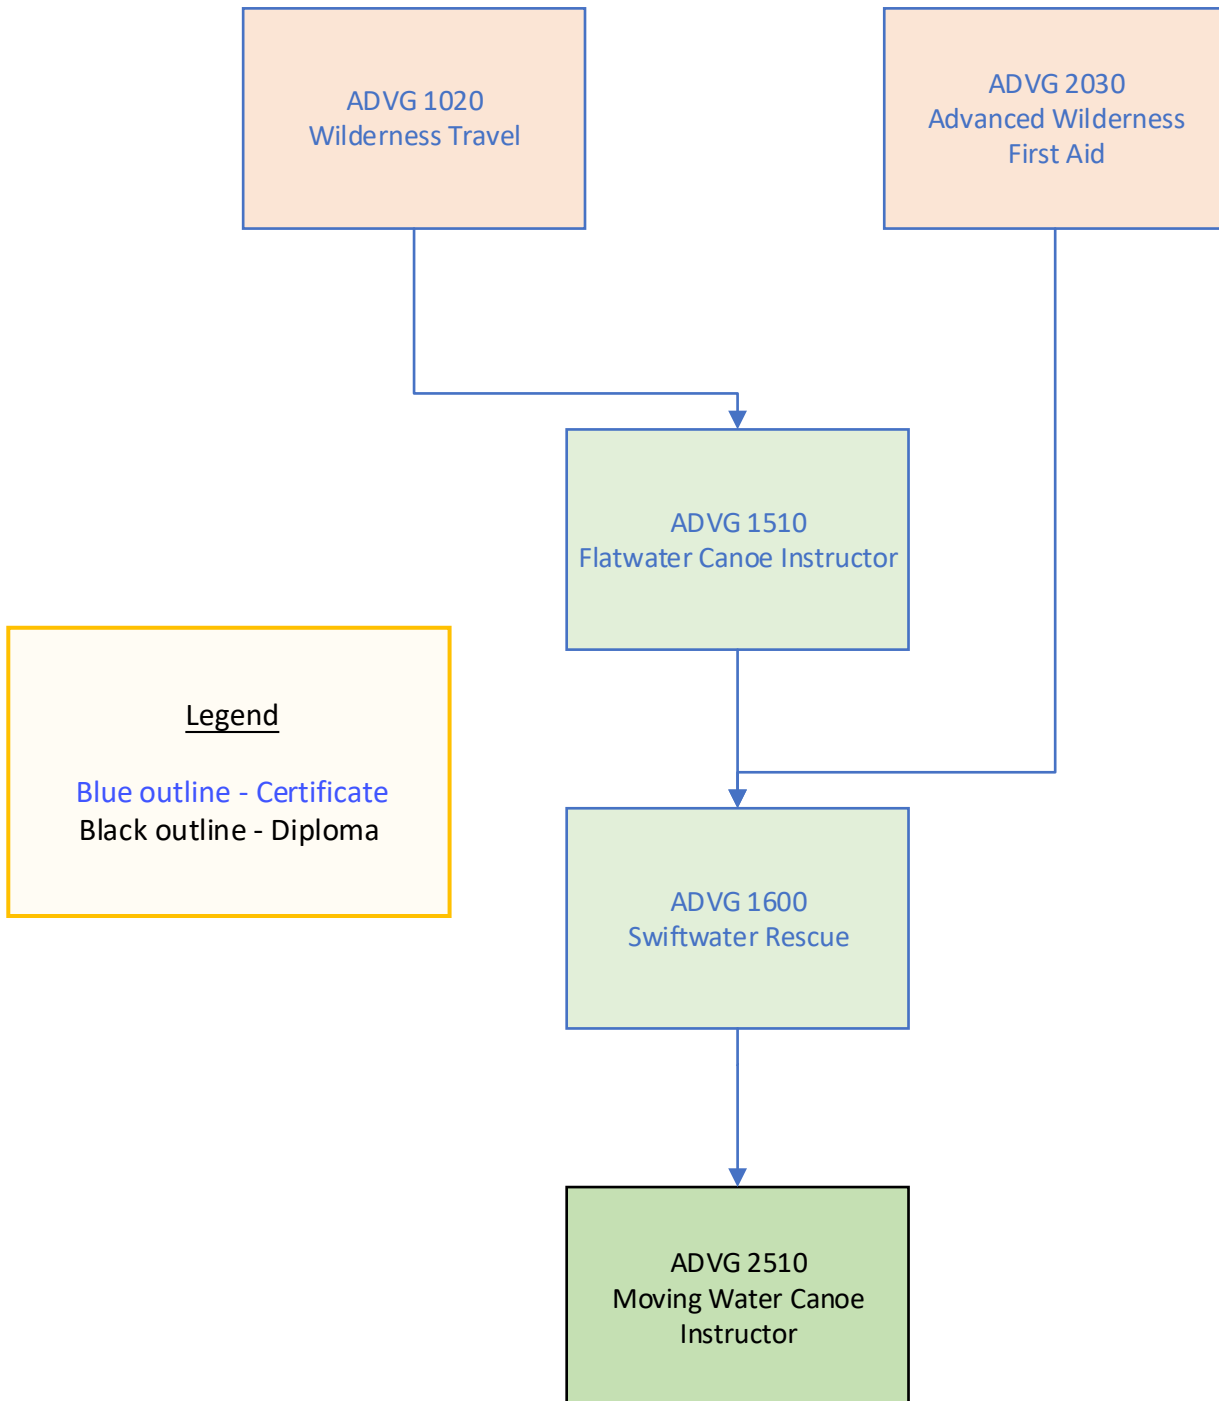 ADVG 1020
Wilderness Travel
ADVG 2030
Advanced Wilderness
First Aid
ADVG 1510
Flatwater Canoe Instructor
Legend
Blue outline - Certificate
Black outline - Diploma
ADVG 1600
Swiftwater Rescue
ADVG 2510
Moving Water Canoe
Instructor